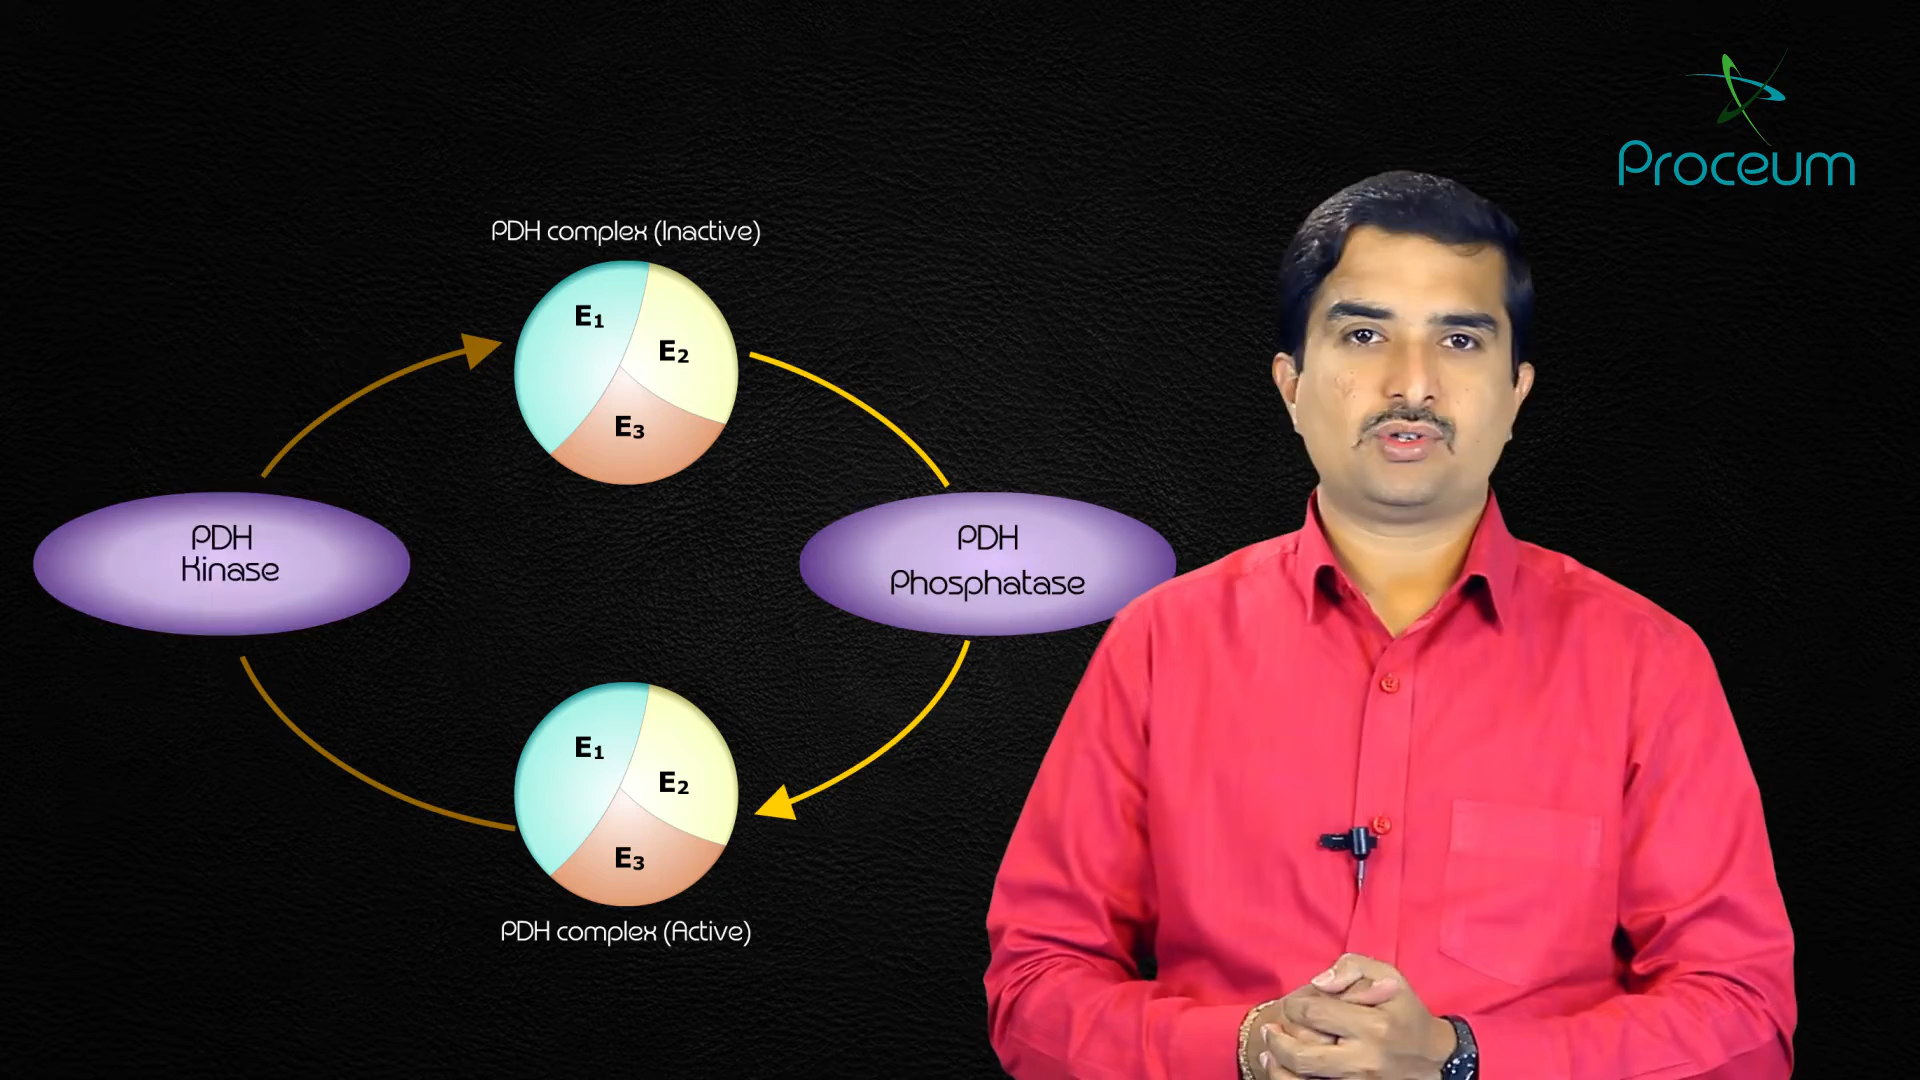 Proceum
PDH complex (Inactive)
E1
E2
E3
PDH
Kinase
PDH
Phosphatase
E1
E2
E3
PDH complex (Active)